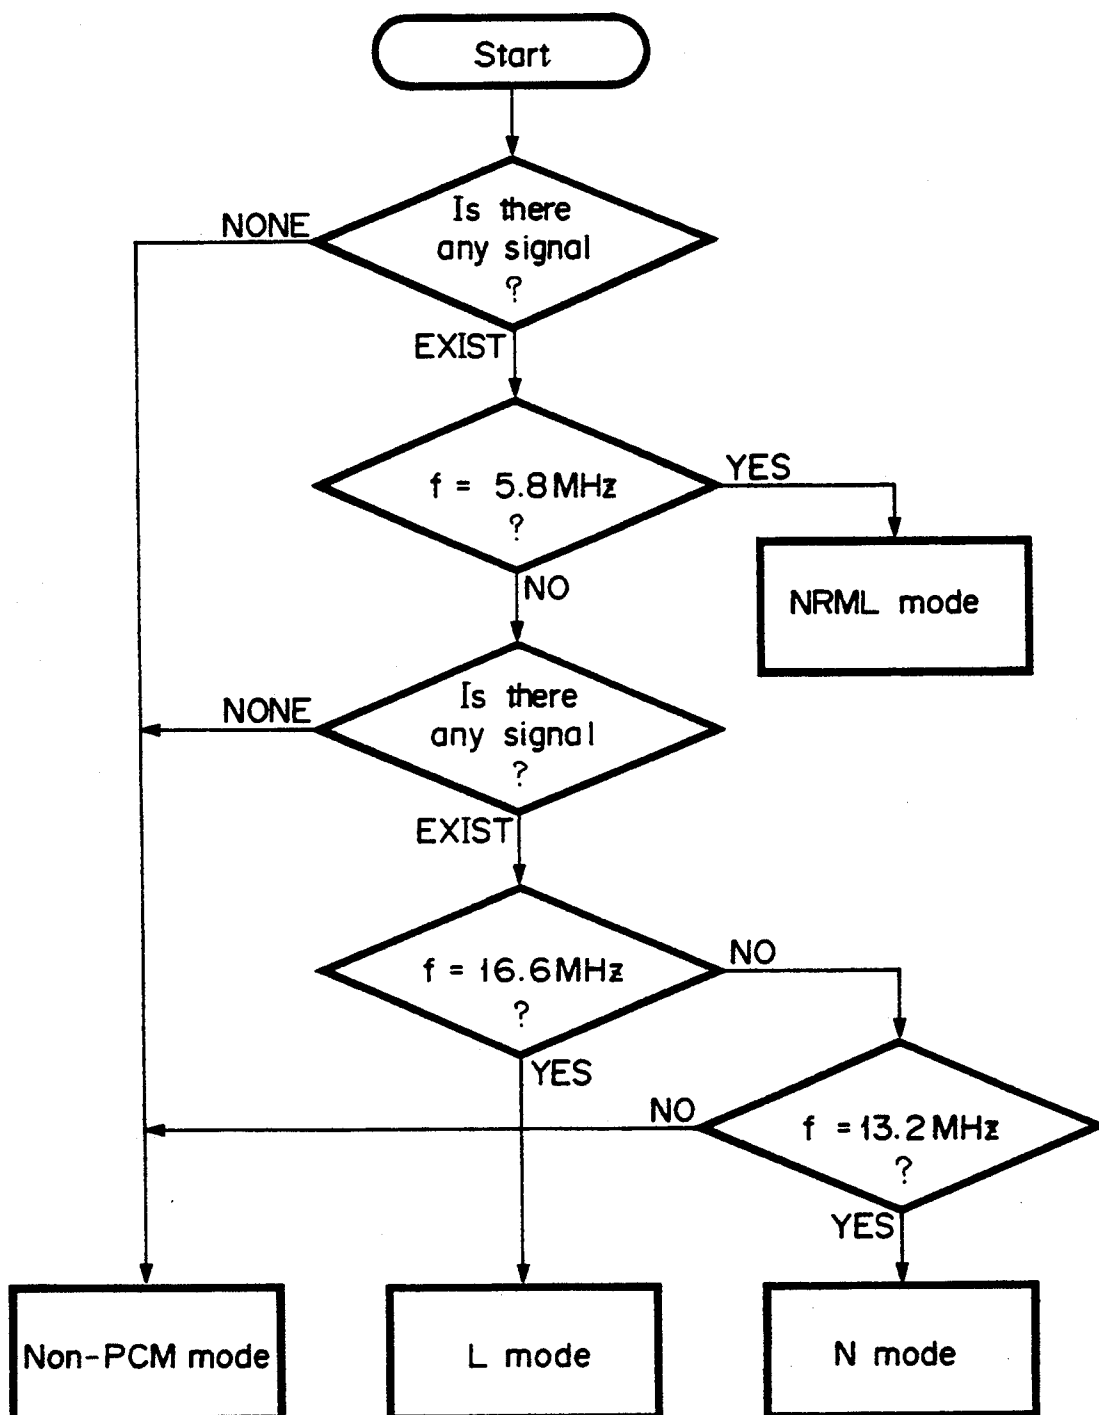 Start
Is there
any signal
?
NONE
EXIST
f = 5.8MHz
?
YES
NO
NRML mode
Is there
any signal
?
NONE
EXIST
f = 16.6MHz
?
NO
YES
f = 13.2MHz
?
NO
YES
Non-PCM mode
L mode
N mode